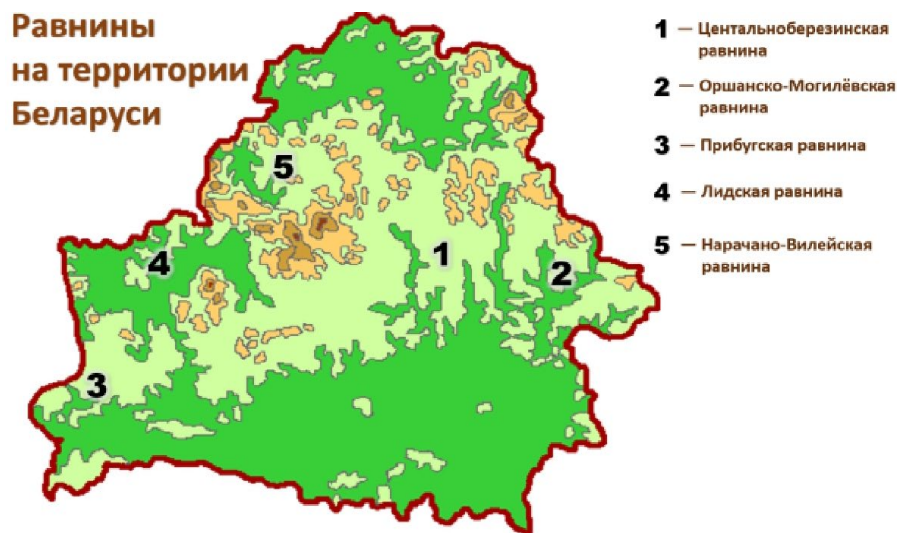 Равнины
на территории
Беларуси
1 — Центальноберезинская
равнина
2 — Оршанско-Могилёвская
равнина
3 — Прибугская равнина
4 — Лидская равнина
5 — Нарачано-Вилейская
равнина
5
4
1
2
3